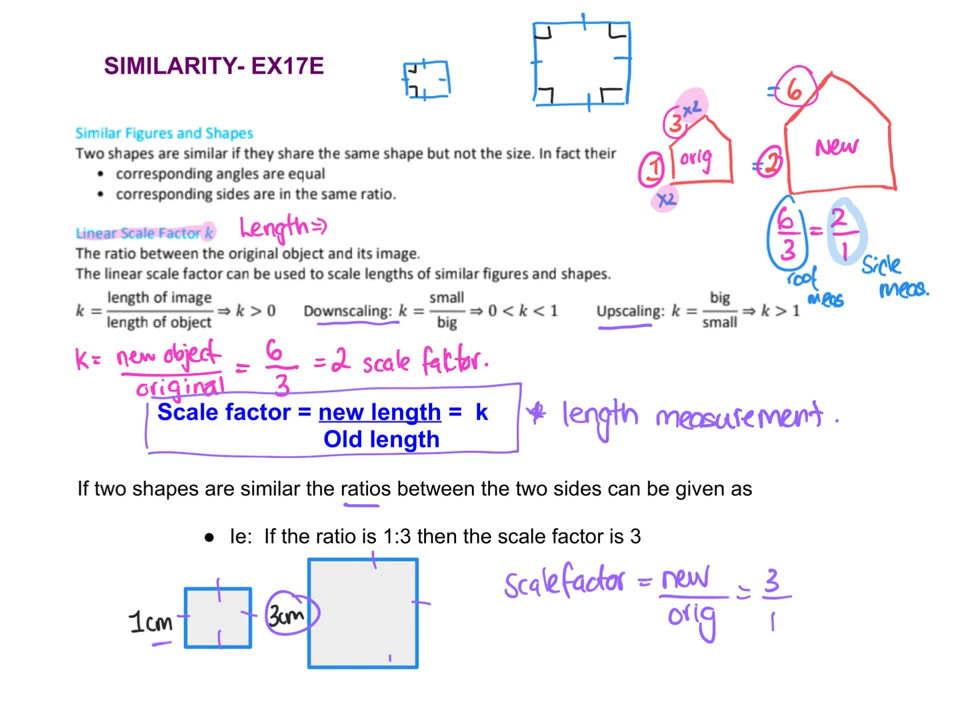 SIMILARITY- EX17E
Similar Figures and Shapes
Two shapes are similar if they share the same shape but not the size. In fact their
• corresponding angles are equal
• corresponding sides are in the same ratio.
3 x2
1 orig
x2
= 6
= 2 New
6/3 = 2/1
roof meas
Side meas.
Linear Scale Factor k Length ⇒
The ratio between the original object and its image.
The linear scale factor can be used to scale lengths of similar figures and shapes.
k = length of image / length of object ⇒ k > 0 Downscaling: k = small / big ⇒ 0 < k < 1 Upscaling: k = big / small ⇒ k > 1
K = new object / original = 6/3 = 2 scale factor.
Scale factor = new length = k
Old length
* length measurement.
If two shapes are similar the ratios between the two sides can be given as
● Ie: If the ratio is 1:3 then the scale factor is 3
1cm 3cm
Scale factor = new / orig = 3/1